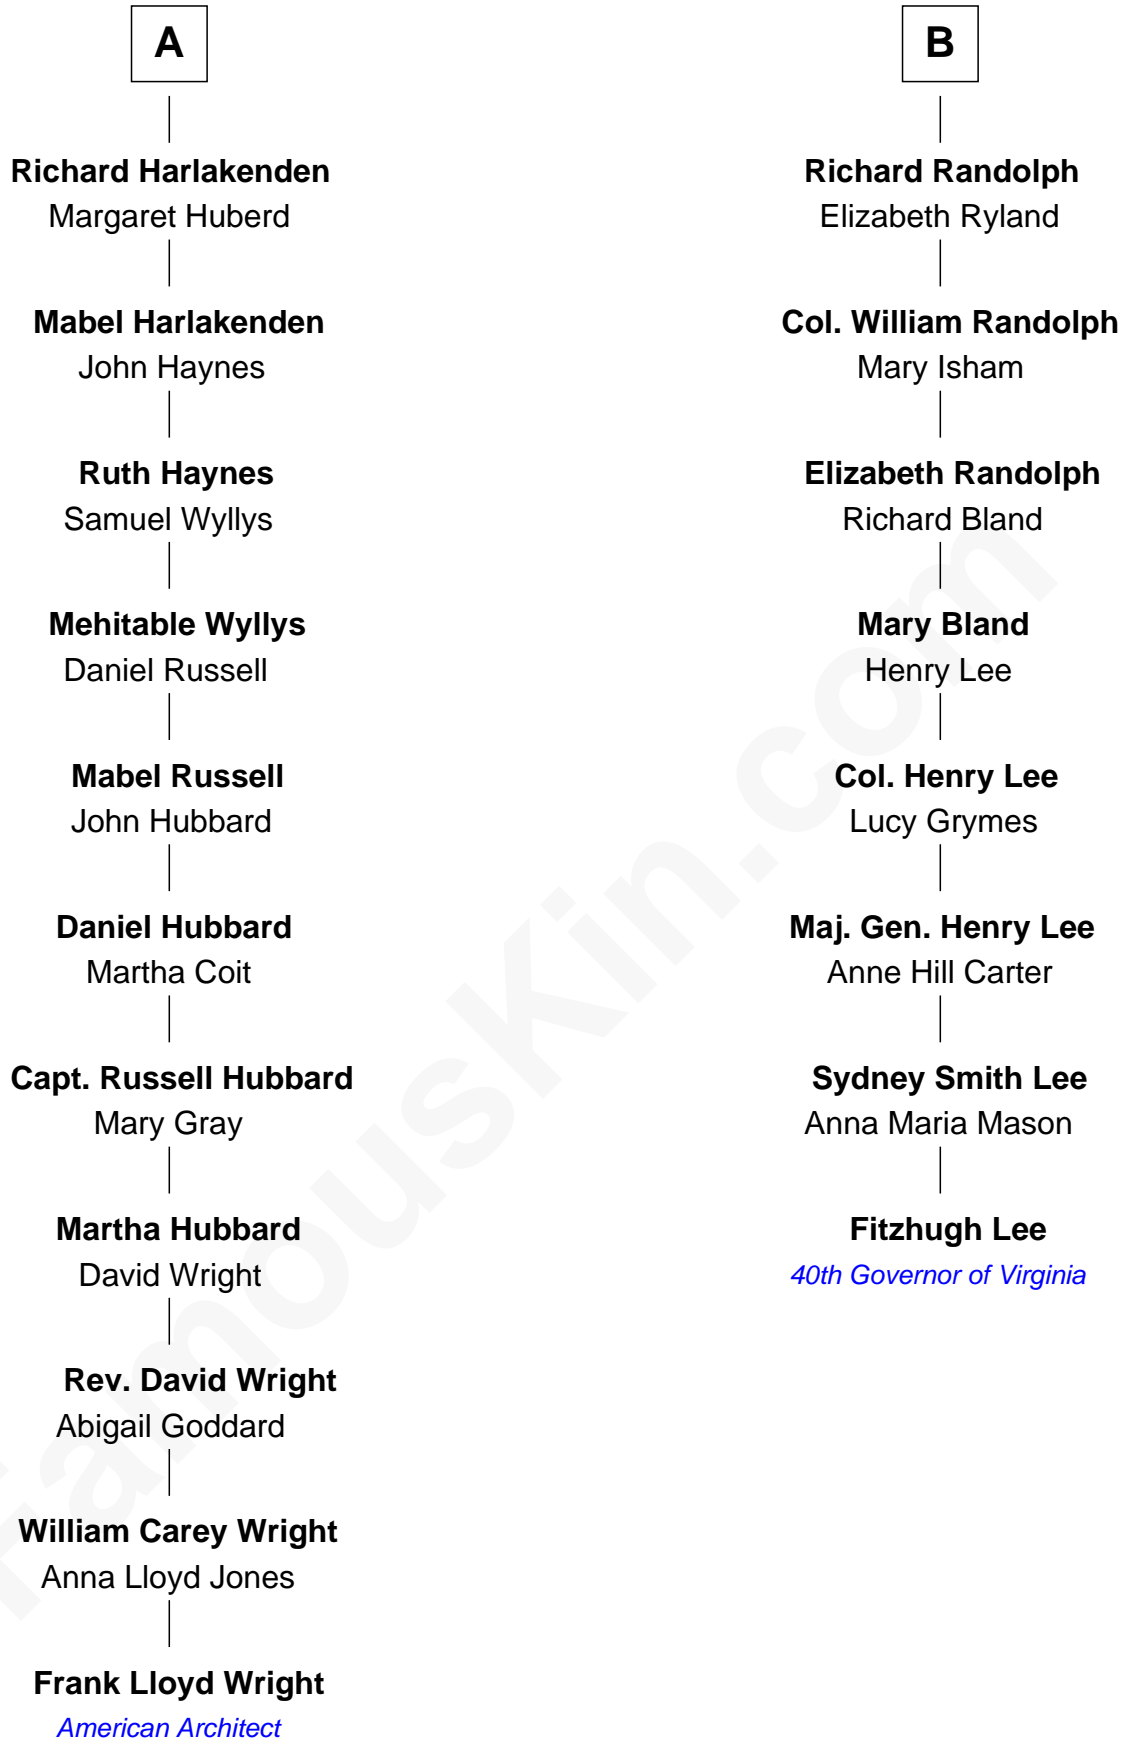 A
Richard Harlakenden
Margaret Huberd
Mabel Harlakenden
John Haynes
Ruth Haynes
Samuel Wyllys
Mehitable Wyllys
Daniel Russell
Mabel Russell
John Hubbard
Daniel Hubbard
Martha Coit
Capt. Russell Hubbard
Mary Gray
Martha Hubbard
David Wright
Rev. David Wright
Abigail Goddard
William Carey Wright
Anna Lloyd Jones
Frank Lloyd Wright
American Architect
B
Richard Randolph
Elizabeth Ryland
Col. William Randolph
Mary Isham
Elizabeth Randolph
Richard Bland
Mary Bland
Henry Lee
Col. Henry Lee
Lucy Grymes
Maj. Gen. Henry Lee
Anne Hill Carter
Sydney Smith Lee
Anna Maria Mason
Fitzhugh Lee
40th Governor of Virginia
FamousKin.com